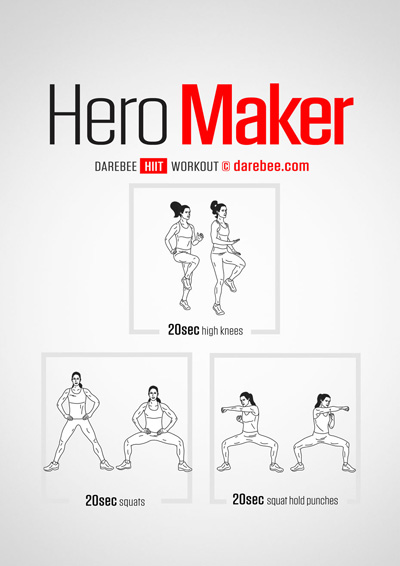 Hero Maker
DAREBEE HIIT WORKOUT © darebee.com
20sec high knees
20sec squats
20sec squat hold punches